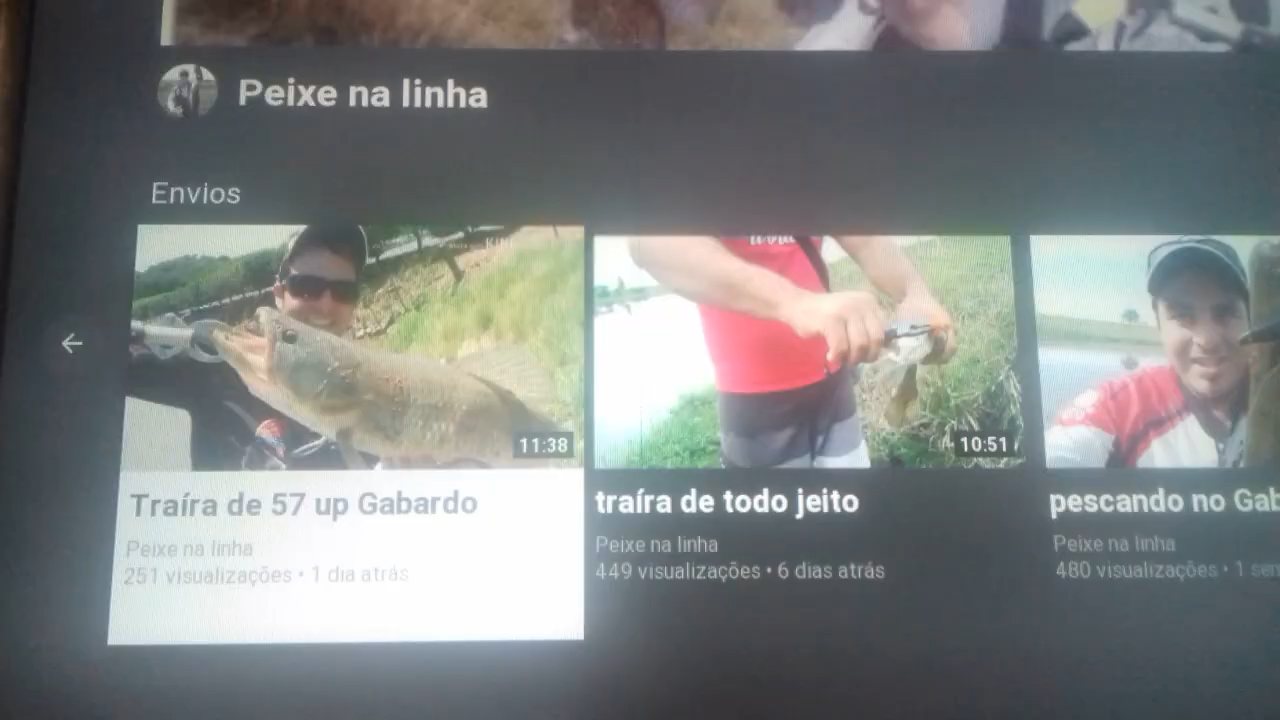 Peixe na linha
Envios
11:38
10:51
Traíra de 57 up Gabardo
Peixe na linha
251 visualizações • 1 dia atrás
traíra de todo jeito
Peixe na linha
449 visualizações • 6 dias atrás
pescando no Gab
Peixe na linha
480 visualizações • 1 sem